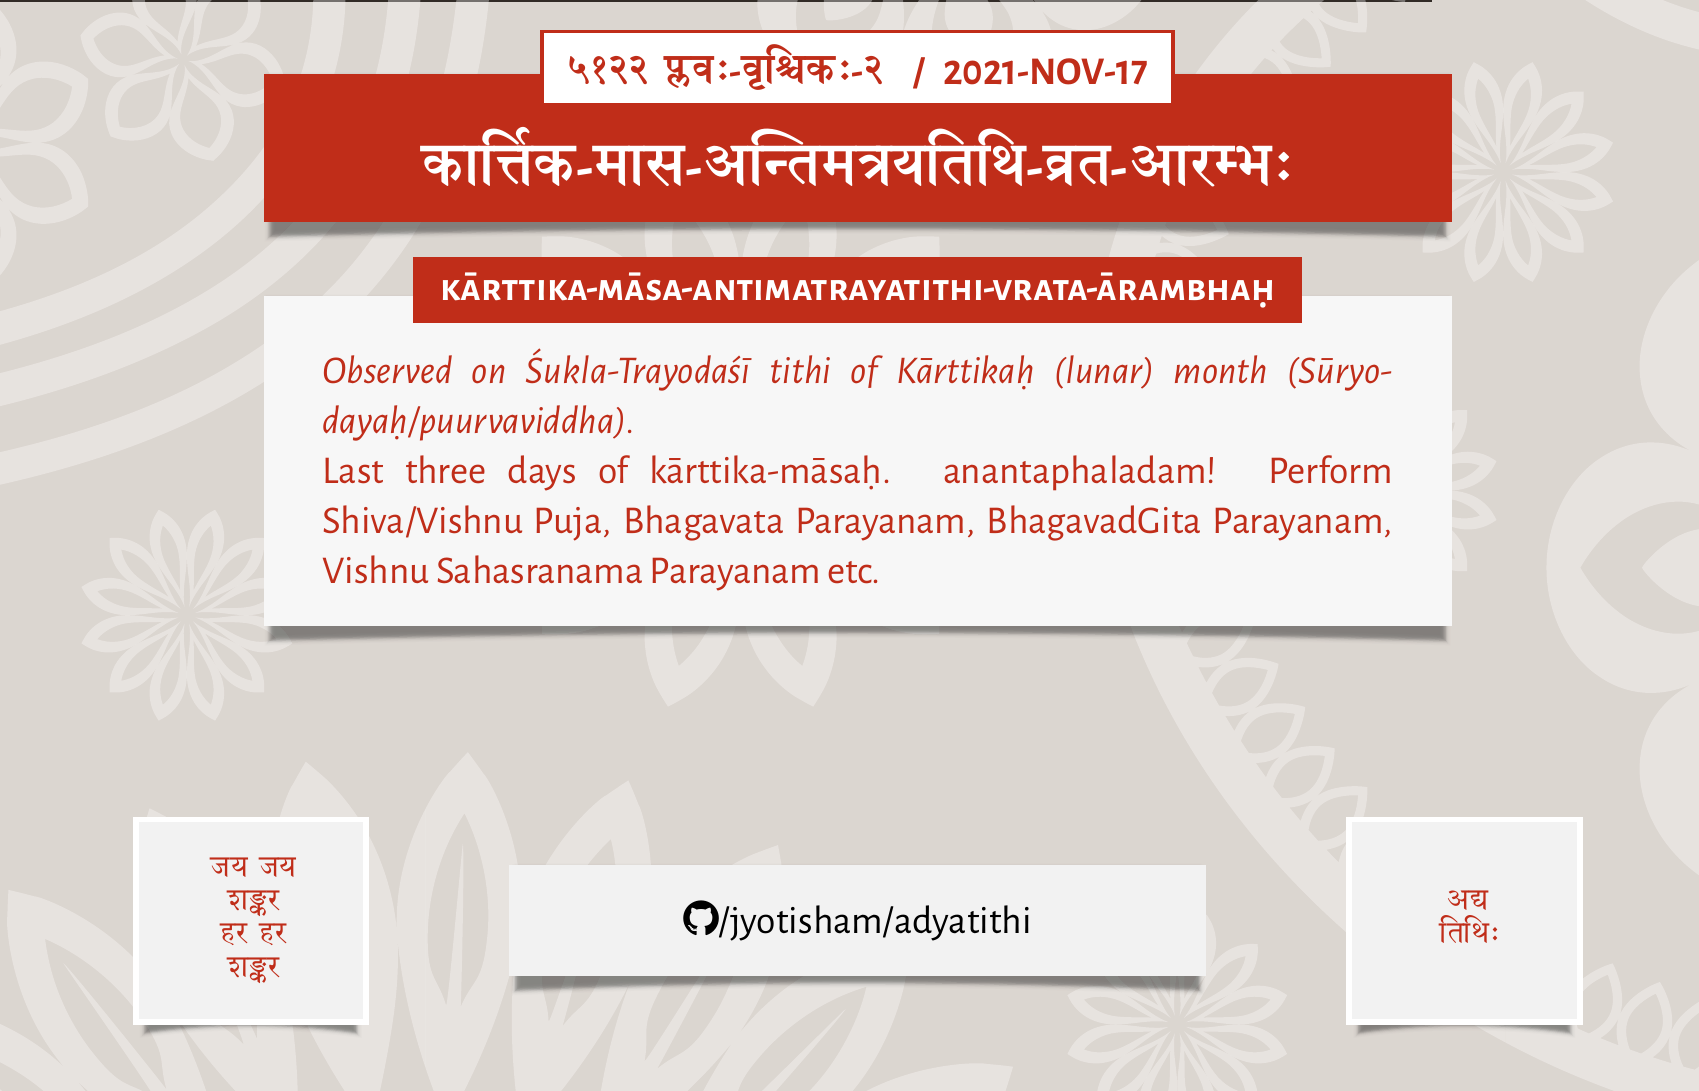 ५१२२ प्लवः-वृश्चिकः-२ / 2021-NOV-17
कार्त्तिक-मास-अन्तिमत्रयतिथि-व्रत-आरम्भः
KĀRTTIKA-MĀSA-ANTIMATRAYATITHI-VRATA-ĀRAMBHAḤ
Observed on Śukla-Trayodaśī tithi of Kārttikaḥ (lunar) month (Sūryo-
dayaḥ/puurvaviddha).
Last three days of kārttika-māsaḥ. anantaphaladam! Perform
Shiva/Vishnu Puja, Bhagavata Parayanam, BhagavadGita Parayanam,
Vishnu Sahasranama Parayanam etc.
जय जय
शङ्कर
हर हर
शङ्कर
/jyotisham/adyatithi
अद्य
तिथिः